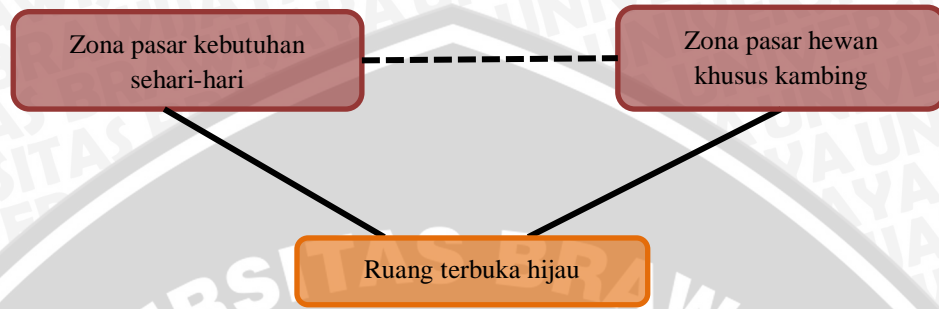 Zona pasar kebutuhan
sehari-hari
Zona pasar hewan
khusus kambing
Ruang terbuka hijau